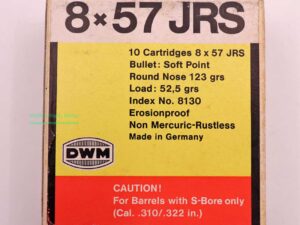 8×57 JRS
10 Cartridges 8 x 57 JRS
Bullet: Soft Point
Round Nose 123 grs
Load: 52,5 grs
Index No. 8130
Erosionproof
Non Mercuric-Rustless
Made in Germany
DWM
CAUTION!
For Barrels with S-Bore only
(Cal. .310/.322 in.)